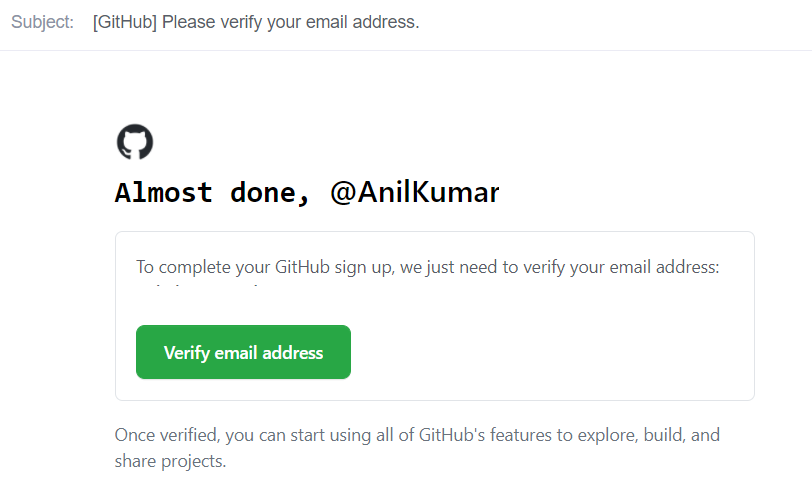 Subject: [GitHub] Please verify your email address.
Almost done, @AnilKumar
To complete your GitHub sign up, we just need to verify your email address:
Verify email address
Once verified, you can start using all of GitHub's features to explore, build, and
share projects.